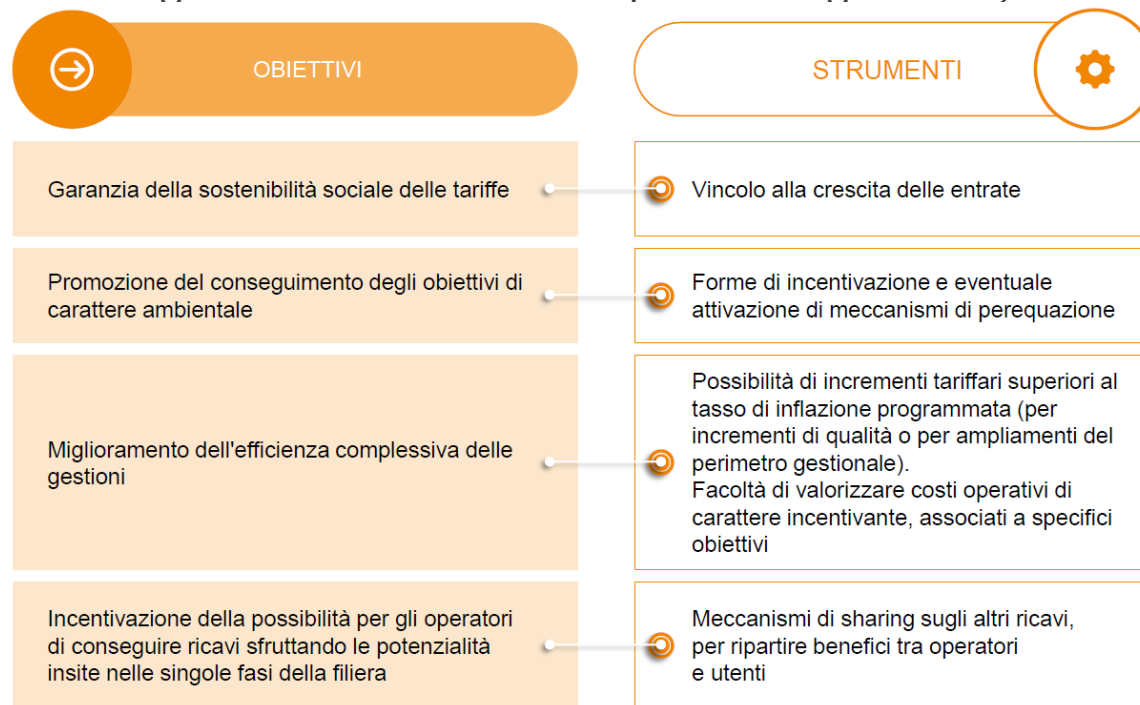 OBIETTIVI
STRUMENTI
Garanzia della sostenibilità sociale delle tariffe
Vincolo alla crescita delle entrate
Promozione del conseguimento degli obiettivi di
carattere ambientale
Forme di incentivazione e eventuale
attivazione di meccanismi di perequazione
Miglioramento dell'efficienza complessiva delle
gestioni
Possibilità di incrementi tariffari superiori al
tasso di inflazione programmata (per
incrementi di qualità o per ampliamenti del
perimetro gestionale).
Facoltà di valorizzare costi operativi di
carattere incentivante, associati a specifici
obiettivi
Incentivazione della possibilità per gli operatori
di conseguire ricavi sfruttando le potenzialità
insite nelle singole fasi della filiera
Meccanismi di sharing sugli altri ricavi,
per ripartire benefici tra operatori
e utenti